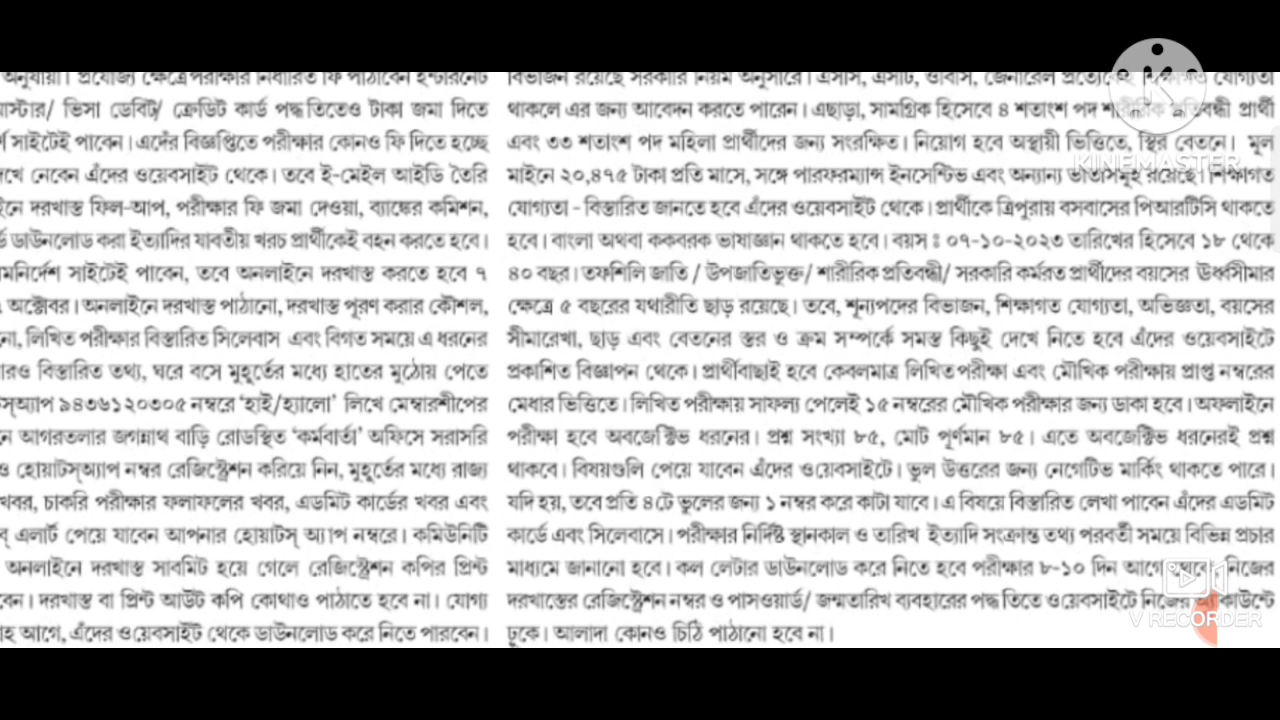 অনুযায়ী। প্রযোজ্য ক্ষেত্রে পরীক্ষার নির্ধারিত ফি পাঠাবেন ইন্টারনেট
মাস্টার/ ভিসা ডেবিট/ ক্রেডিট কার্ড পদ্ধতিতেও টাকা জমা দিতে
সাইটেই পাবেন। এদেঁর বিজ্ঞপ্তিতে পরীক্ষার কোনও ফি দিতে হচ্ছে
দেখে নেবেন এঁদের ওয়েবসাইট থেকে। তবে ই-মেইল আইডি তৈরি
দরখাস্ত ফিল-আপ, পরীক্ষার ফি জমা দেওয়া, ব্যাঙ্কের কমিশন,
ডাউনলোড করা ইত্যাদির যাবতীয় খরচ প্রার্থীকেই বহন করতে হবে।
সাইটেই পাবেন, তবে অনলাইনে দরখাস্ত করতে হবে ৭
অক্টোবর। অনলাইনে দরখাস্ত পাঠানো, দরখাস্ত পূরণ করার কৌশল,
লিখিত পরীক্ষার বিস্তারিত সিলেবাস এবং বিগত সময়ে এ ধরনের
বিস্তারিত তথ্য, ঘরে বসে মুহূর্তের মধ্যে হাতের মুঠোয় পেতে
৯৪৩৬১২০৩০৫ নম্বরে ‘হাই/হ্যালো’ লিখে মেম্বারশীপের
আগরতলার জগন্নাথ বাড়ি রোডস্থিত ‘কর্মবার্তা’ অফিসে সরাসরি
ও হোয়াটস্অ্যাপ নম্বর রেজিস্ট্রেশন করিয়ে নিন, মুহূর্তের মধ্যে রাজ্য
খবর, চাকরি পরীক্ষার ফলাফলের খবর, এডমিট কার্ডের খবর এবং
এলার্ট পেয়ে যাবেন আপনার হোয়াটস্ অ্যাপ নম্বরে। কমিউনিটি
অনলাইনে দরখাস্ত সাবমিট হয়ে গেলে রেজিস্ট্রেশন কপির প্রিন্ট
দরখাস্ত বা প্রিন্ট আউট কপি কোথাও পাঠাতে হবে না। যোগ্য
আগে, এঁদের ওয়েবসাইট থেকে ডাউনলোড করে নিতে পারবেন।
বিভাজন রয়েছে সরকারি নিয়ম অনুসারে। এসসি, এসটি, ওবিসি, জেনারেল যোগ্যতা
থাকলে এর জন্য আবেদন করতে পারেন। এছাড়া, সামগ্রিক হিসেবে ৪ শতাংশ পদ শারীরিক প্রতিবন্ধী প্রার্থী
এবং ৩৩ শতাংশ পদ মহিলা প্রার্থীদের জন্য সংরক্ষিত। নিয়োগ হবে অস্থায়ী ভিত্তিতে, স্থির বেতনে। মূল
মাইনে ২০,৪৭৫ টাকা প্রতি মাসে, সঙ্গে পারফরম্যান্স ইনসেন্টিভ এবং অন্যান্য ভাতাসমূহ রয়েছে। শিক্ষাগত
যোগ্যতা - বিস্তারিত জানতে হবে এঁদের ওয়েবসাইট থেকে। প্রার্থীকে ত্রিপুরায় বসবাসের পিআরটিসি থাকতে
হবে। বাংলা অথবা ককবরক ভাষাজ্ঞান থাকতে হবে। বয়স ঃ ০৭-১০-২০২৩ তারিখের হিসেবে ১৮ থেকে
৪০ বছর। তফশিলি জাতি / উপজাতিভুক্ত/ শারীরিক প্রতিবন্ধী/ সরকারি কর্মরত প্রার্থীদের বয়সের ঊর্ধ্বসীমার
ক্ষেত্রে ৫ বছরের যথারীতি ছাড় রয়েছে। তবে, শূন্যপদের বিভাজন, শিক্ষাগত যোগ্যতা, অভিজ্ঞতা, বয়সের
সীমারেখা, ছাড় এবং বেতনের স্তর ও ক্রম সম্পর্কে সমস্ত কিছুই দেখে নিতে হবে এঁদের ওয়েবসাইটে
প্রকাশিত বিজ্ঞাপন থেকে। প্রার্থীবাছাই হবে কেবলমাত্র লিখিত পরীক্ষা এবং মৌখিক পরীক্ষায় প্রাপ্ত নম্বরের
মেধার ভিত্তিতে। লিখিত পরীক্ষায় সাফল্য পেলেই ১৫ নম্বরের মৌখিক পরীক্ষার জন্য ডাকা হবে। অফলাইনে
পরীক্ষা হবে অবজেক্টিভ ধরনের। প্রশ্ন সংখ্যা ৮৫, মোট পূর্ণমান ৮৫। এতে অবজেক্টিভ ধরনেরই প্রশ্ন
থাকবে। বিষয়গুলি পেয়ে যাবেন এঁদের ওয়েবসাইটে। ভুল উত্তরের জন্য নেগেটিভ মার্কিং থাকতে পারে।
যদি হয়, তবে প্রতি ৪টে ভুলের জন্য ১ নম্বর করে কাটা যাবে। এ বিষয়ে বিস্তারিত লেখা পাবেন এঁদের এডমিট
কার্ডে এবং সিলেবাসে। পরীক্ষার নির্দিষ্ট স্থানকাল ও তারিখ ইত্যাদি সংক্রান্ত তথ্য পরবর্তী সময়ে বিভিন্ন প্রচার
মাধ্যমে জানানো হবে। কল লেটার ডাউনলোড করে নিতে হবে পরীক্ষার ৮-১০ দিন আগে থেকে। নিজের
দরখাস্তের রেজিস্ট্রেশন নম্বর ও পাসওয়ার্ড/ জন্মতারিখ ব্যবহারের পদ্ধতিতে ওয়েবসাইটে নিজের অ্যাকাউন্টে
ঢুকে। আলাদা কোনও চিঠি পাঠানো হবে না।
KINEMASTER
V RECORDER